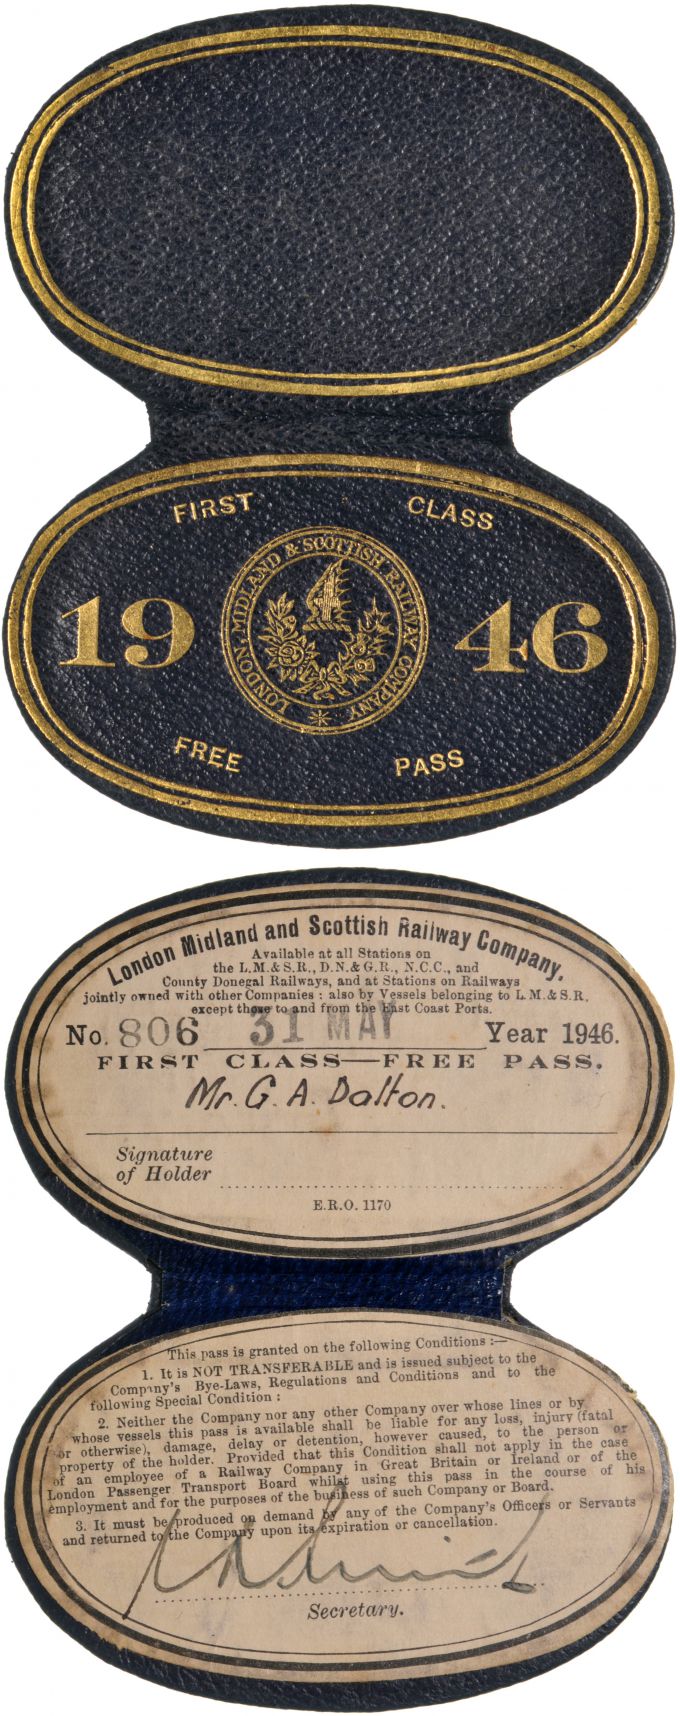 FIRST CLASS
LONDON MIDLAND & SCOTTISH RAILWAY COMPANY
19 46
FREE PASS
London Midland and Scottish Railway Company.
Available at all Stations on
the L.M.& S.R., D.N.& G.R., N.C.C., and
County Donegal Railways, and at Stations on Railways
jointly owned with other Companies ; also by Vessels belonging to L.M.& S.R.
except those to and from the East Coast Ports.
No. 806 31 MAY Year 1946.
FIRST CLASS—FREE PASS.
Mr. G. A. Dalton.
Signature
of Holder
E.R.O. 1170
This pass is granted on the following Conditions :—
1. It is NOT TRANSFERABLE and is issued subject to the
Company's Bye-Laws, Regulations and Conditions and to the
following Special Condition :
2. Neither the Company nor any other Company over whose lines or by
whose vessels this pass is available shall be liable for any loss, injury (fatal
or otherwise), damage, delay or detention, however caused, to the person or
property of the holder. Provided that this Condition shall not apply in the case
of an employee of a Railway Company in Great Britain or Ireland or of the
London Passenger Transport Board whilst using this pass in the course of his
employment and for the purposes of the business of such Company or Board.
3. It must be produced on demand by any of the Company's Officers or Servants
and returned to the Company upon its expiration or cancellation.
Secretary.